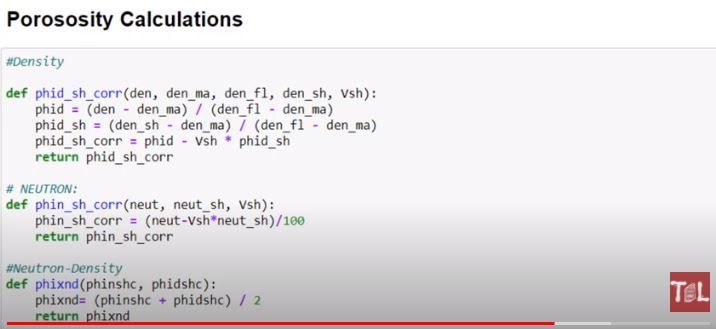 Porososity Calculations
#Density
def phid_sh_corr(den, den_ma, den_fl, den_sh, Vsh):
phid = (den - den_ma) / (den_fl - den_ma)
phid_sh = (den_sh - den_ma) / (den_fl - den_ma)
phid_sh_corr = phid - Vsh * phid_sh
return phid_sh_corr
# NEUTRON:
def phin_sh_corr(neut, neut_sh, Vsh):
phin_sh_corr = (neut-Vsh*neut_sh)/100
return phin_sh_corr
#Neutron-Density
def phixnd(phinshc, phidshc):
phixnd= (phinshc + phidshc) / 2
return phixnd